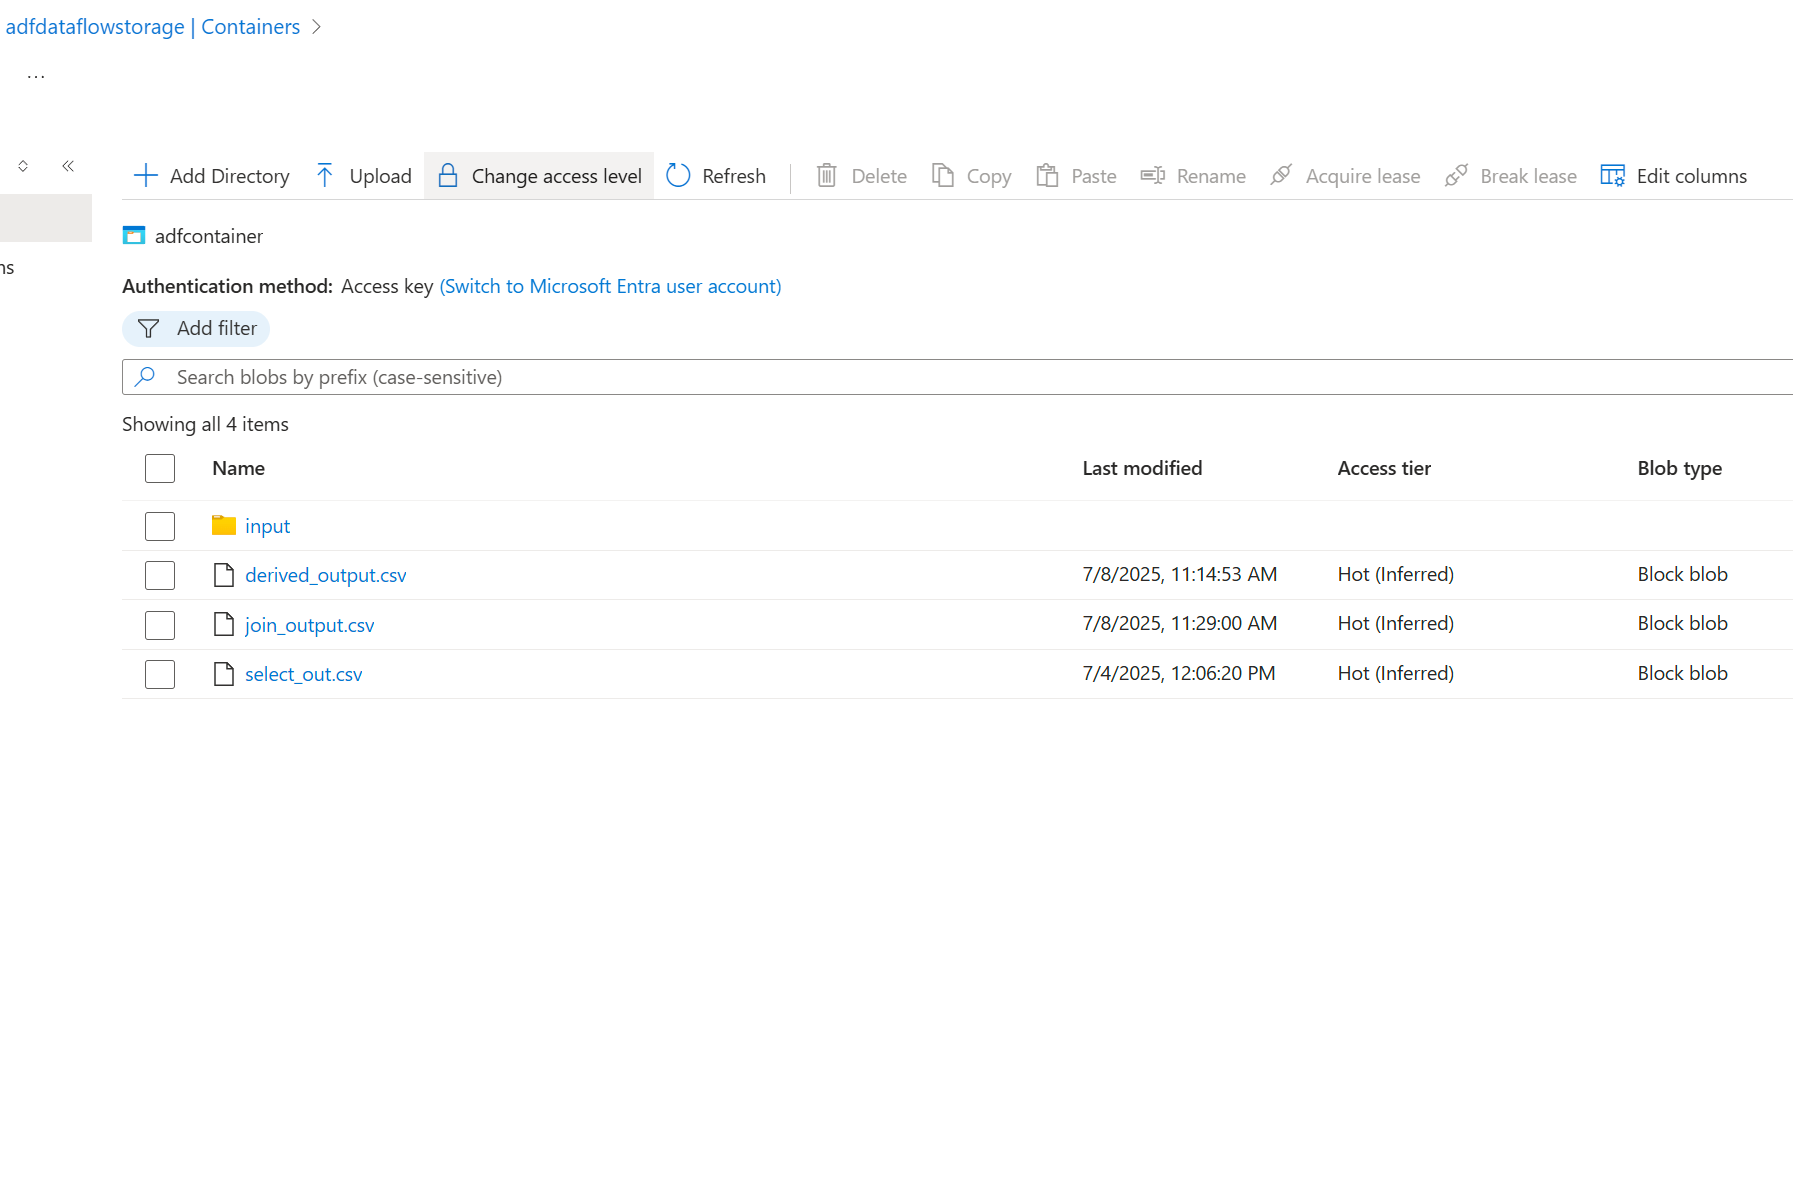 adfdataflowstorage | Containers
...
Add Directory Upload Change access level Refresh Delete Copy Paste Rename Acquire lease Break lease Edit columns
adfcontainer
ns
Authentication method: Access key (Switch to Microsoft Entra user account)
Add filter
Search blobs by prefix (case-sensitive)
Showing all 4 items
Name Last modified Access tier Blob type
input
derived_output.csv 7/8/2025, 11:14:53 AM Hot (Inferred) Block blob
join_output.csv 7/8/2025, 11:29:00 AM Hot (Inferred) Block blob
select_out.csv 7/4/2025, 12:06:20 PM Hot (Inferred) Block blob